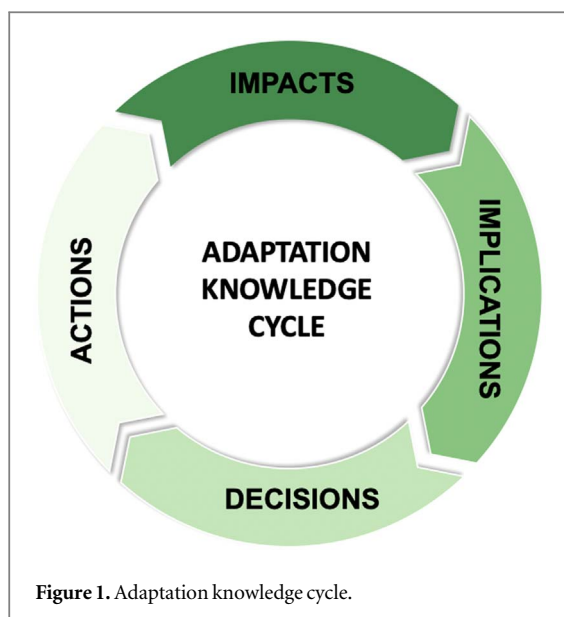 IMPACTS
IMPLICATIONS
ADAPTATION
KNOWLEDGE
CYCLE
ACTIONS
DECISIONS
Figure 1. Adaptation knowledge cycle.